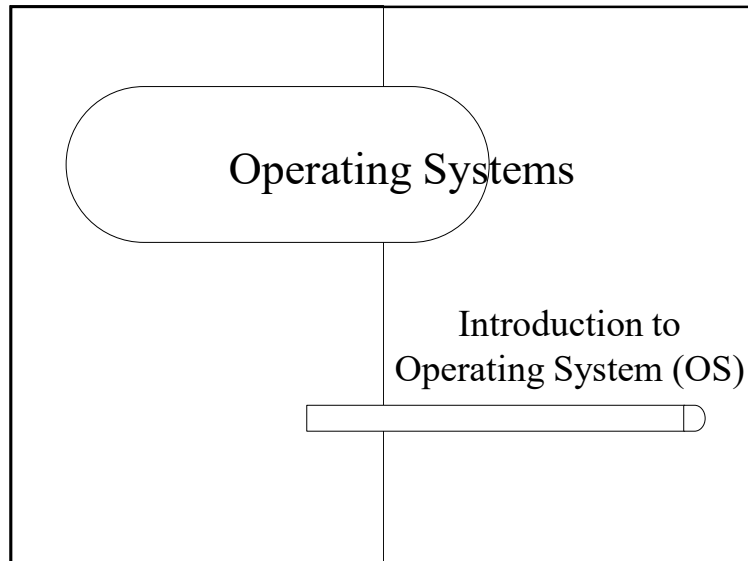 Operating Systems
Introduction to
Operating System (OS)